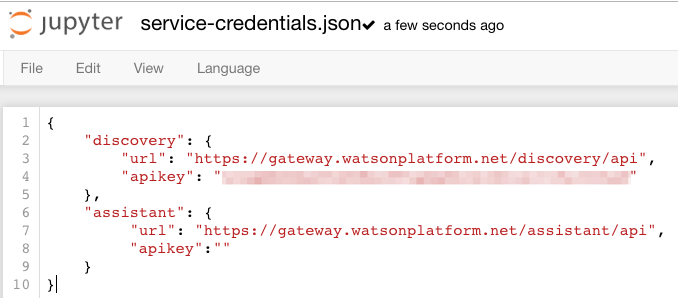 jupyter service-credentials.json✔ a few seconds ago
File Edit View Language
1 {
2 "discovery": {
3 "url": "https://gateway.watsonplatform.net/discovery/api",
4 "apikey": " "
5 },
6 "assistant": {
7 "url": "https://gateway.watsonplatform.net/assistant/api",
8 "apikey":""
9 }
10 }